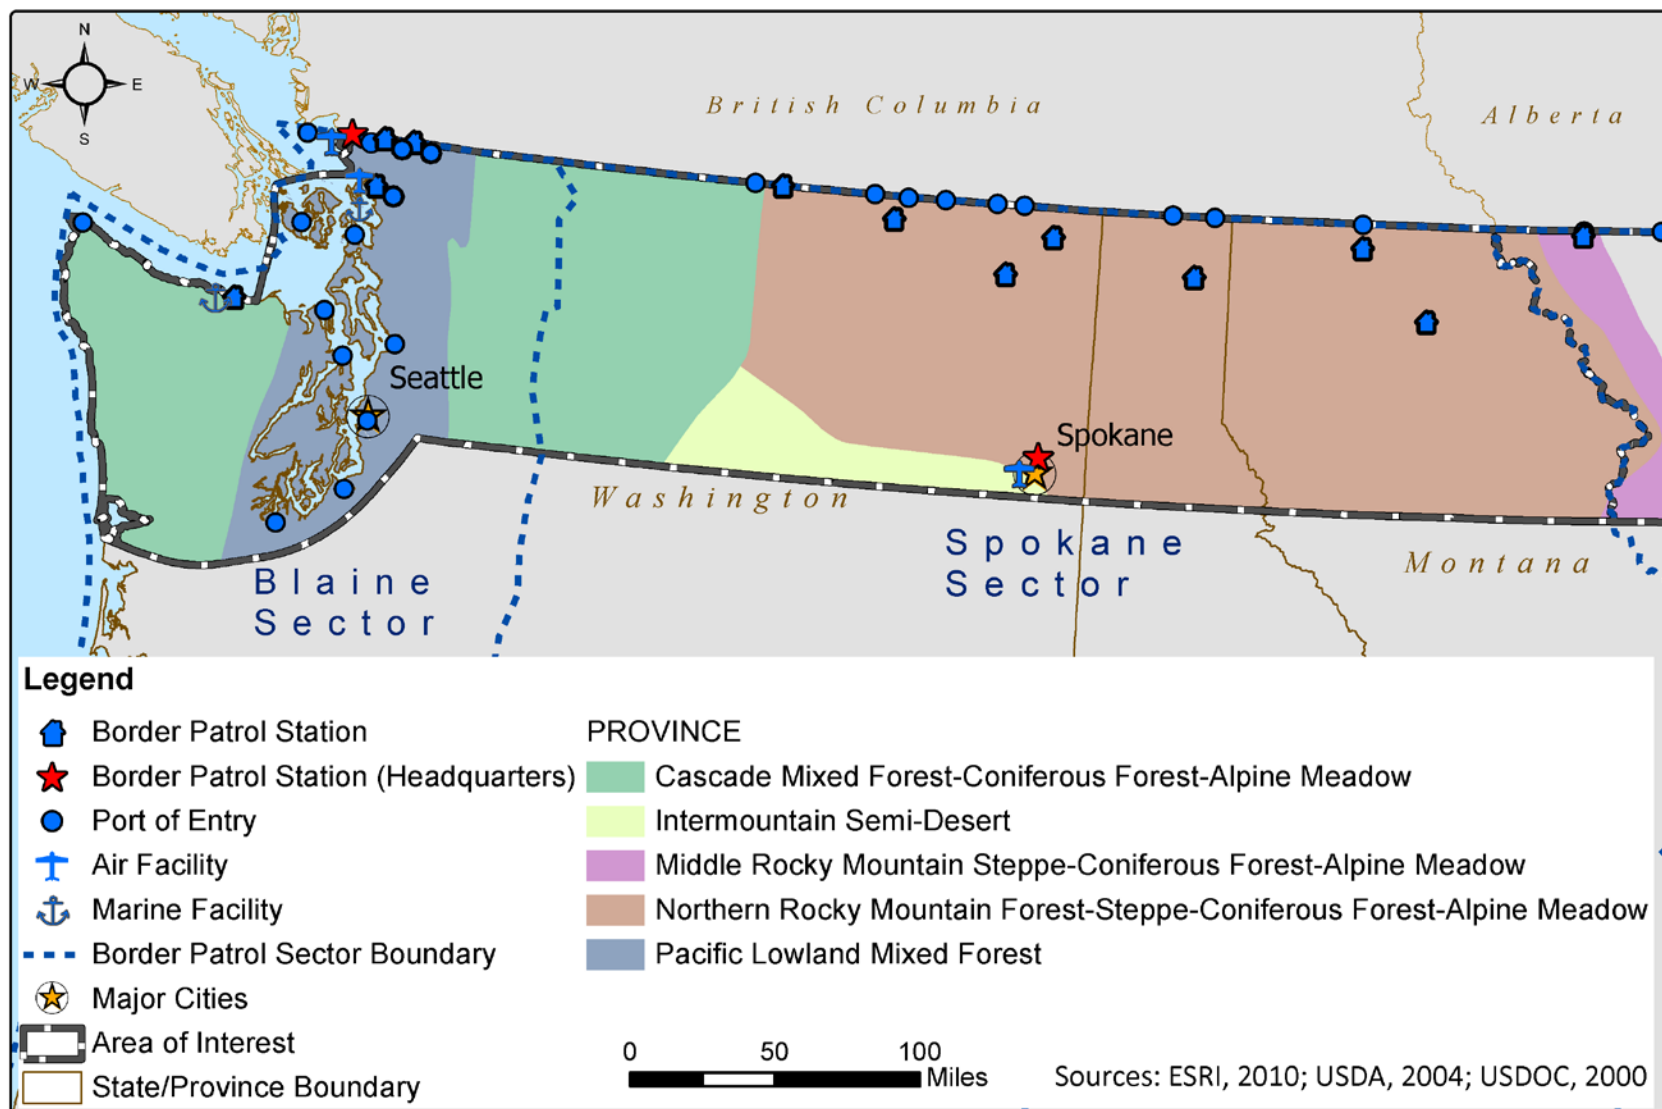 N
W E
S
British Columbia
Alberta
Seattle
Spokane
Washington
Montana
Blaine
Sector
Spokane
Sector
Legend
Border Patrol Station
Border Patrol Station (Headquarters)
Port of Entry
Air Facility
Marine Facility
Border Patrol Sector Boundary
Major Cities
Area of Interest
State/Province Boundary
PROVINCE
Cascade Mixed Forest-Coniferous Forest-Alpine Meadow
Intermountain Semi-Desert
Middle Rocky Mountain Steppe-Coniferous Forest-Alpine Meadow
Northern Rocky Mountain Forest-Steppe-Coniferous Forest-Alpine Meadow
Pacific Lowland Mixed Forest
0 50 100
Miles
Sources: ESRI, 2010; USDA, 2004; USDOC, 2000